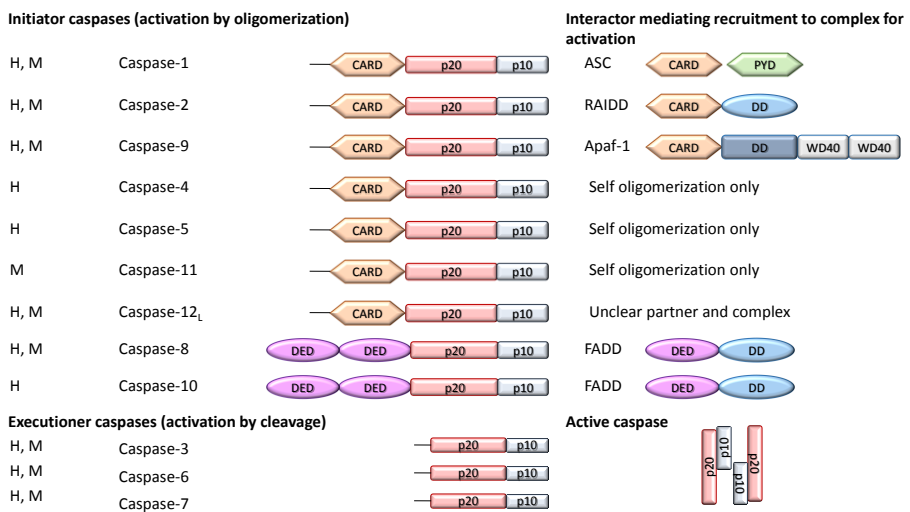 Initiator caspases (activation by oligomerization)
Interactor mediating recruitment to complex for
activation
H, M Caspase-1 CARD p20 p10 ASC CARD PYD
H, M Caspase-2 CARD p20 p10 RAIDD CARD DD
H, M Caspase-9 CARD p20 p10 Apaf-1 CARD DD WD40 WD40
H Caspase-4 CARD p20 p10 Self oligomerization only
H Caspase-5 CARD p20 p10 Self oligomerization only
M Caspase-11 CARD p20 p10 Self oligomerization only
H, M Caspase-12L CARD p20 p10 Unclear partner and complex
H, M Caspase-8 DED DED p20 p10 FADD DED DD
H Caspase-10 DED DED p20 p10 FADD DED DD
Executioner caspases (activation by cleavage)
H, M Caspase-3 p20 p10
H, M Caspase-6 p20 p10
H, M Caspase-7 p20 p10
Active caspase
p20 p10 p10 p20